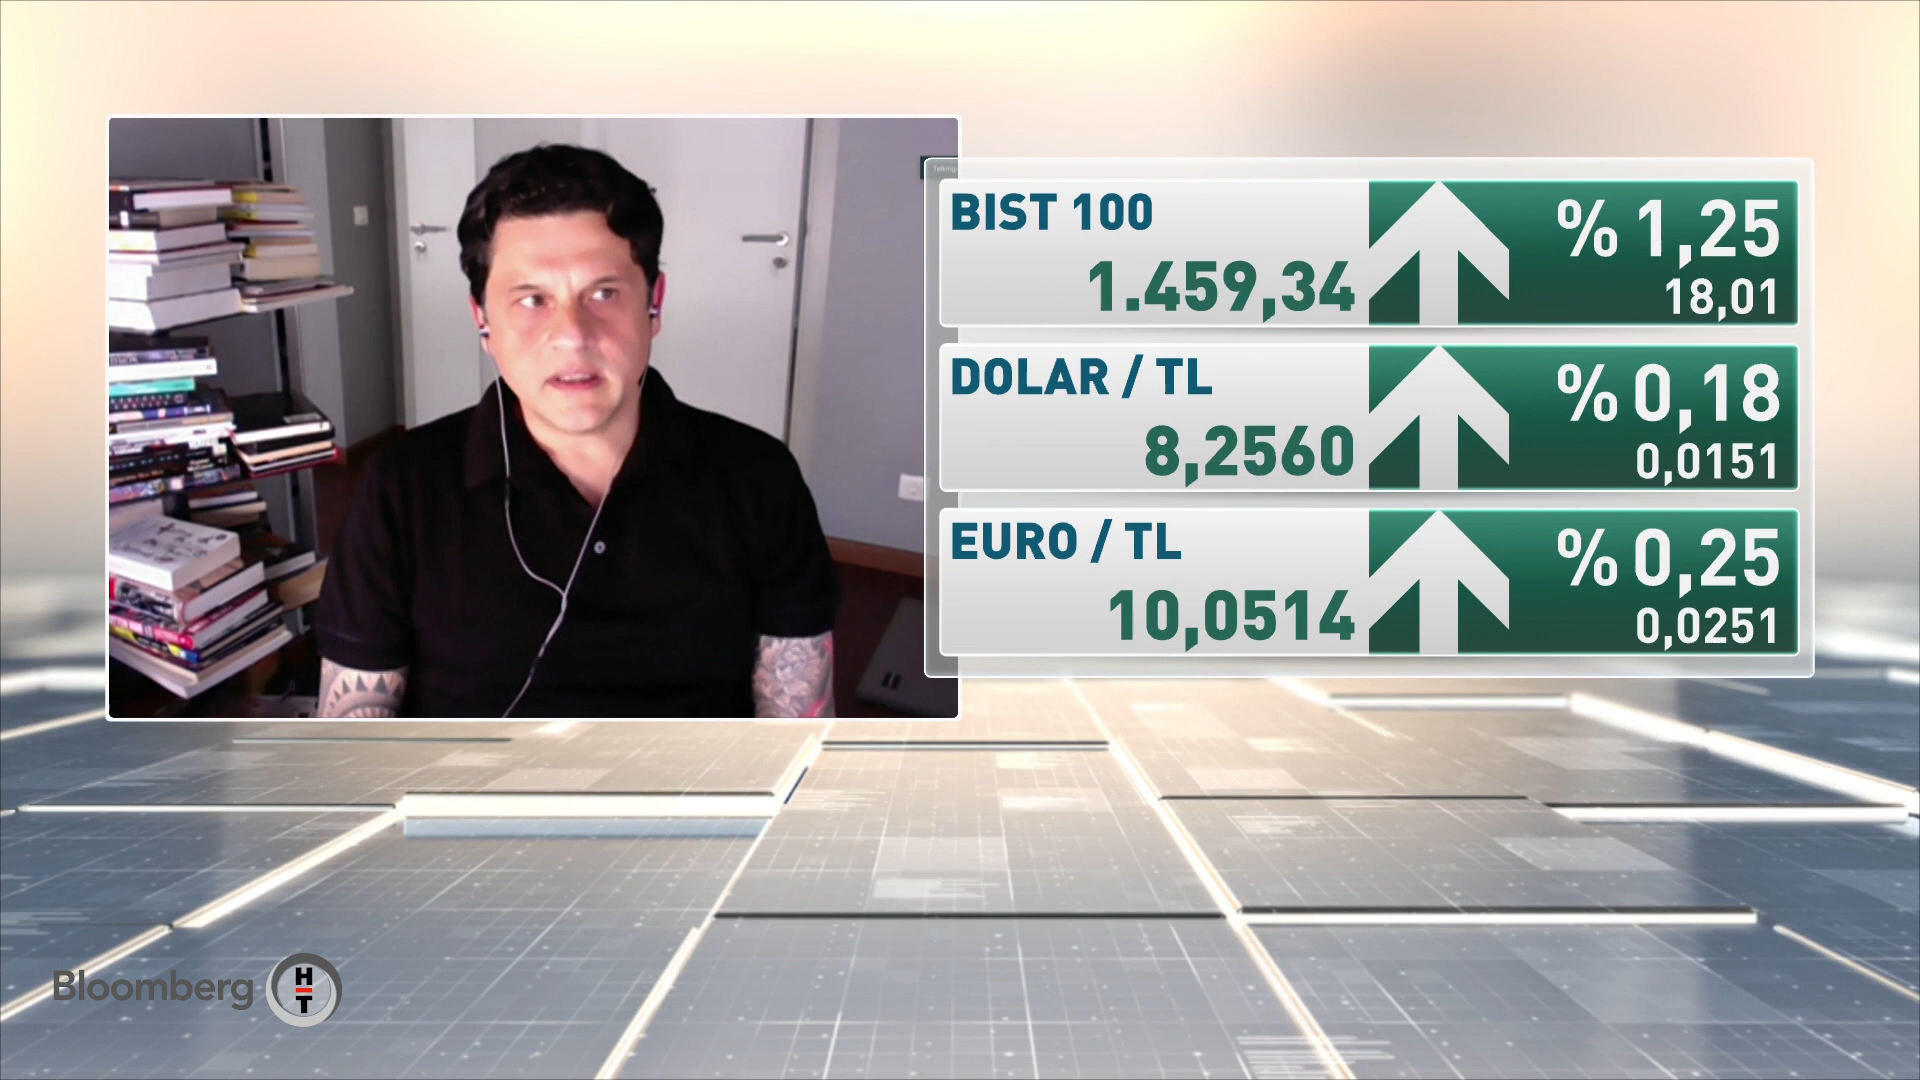 BIST 100
1.459,34
% 1,25
18,01
DOLAR / TL
8,2560
% 0,18
0,0151
EURO / TL
10,0514
% 0,25
0,0251
Bloomberg HT